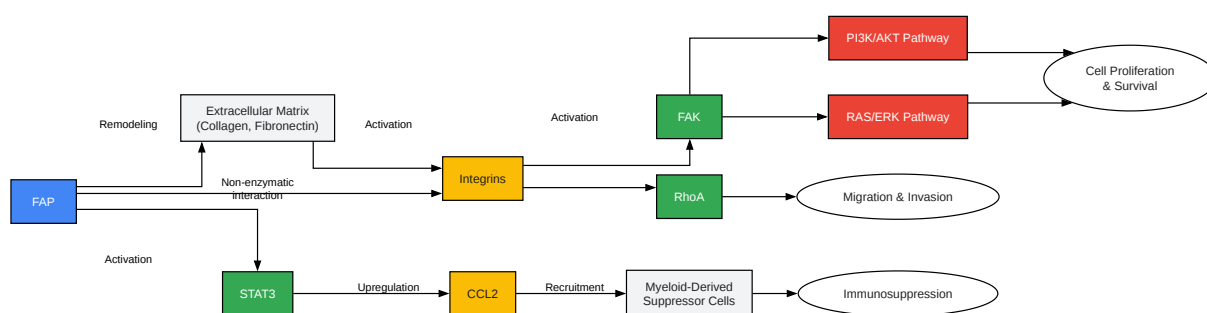 PI3K/AKT Pathway
Cell Proliferation
& Survival
Extracellular Matrix
(Collagen, Fibronectin)
Remodeling
Activation
Activation
FAK
RAS/ERK Pathway
Non-enzymatic
interaction
Integrins
FAP
RhoA
Migration & Invasion
Activation
STAT3
Upregulation
CCL2
Recruitment
Myeloid-Derived
Suppressor Cells
Immunosuppression